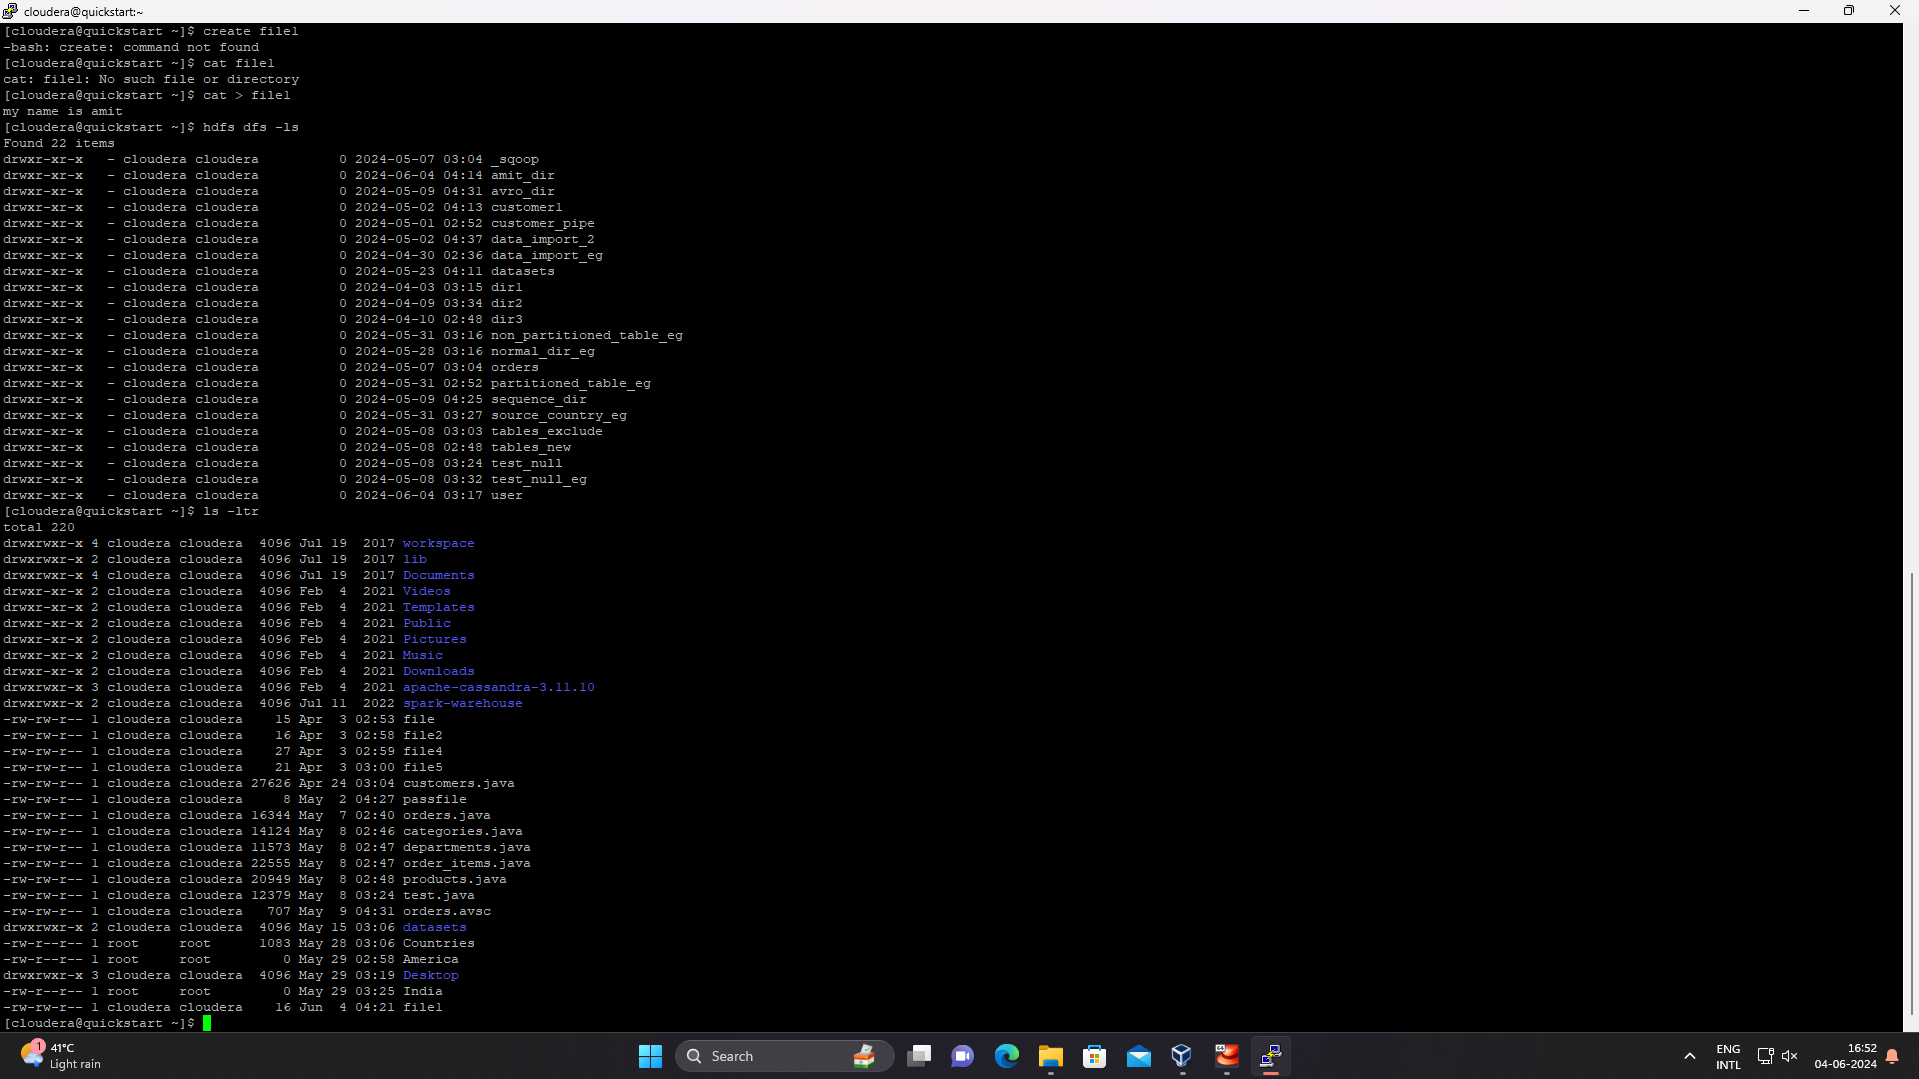 cloudera@quickstart:~
[cloudera@quickstart ~]$ create file1
-bash: create: command not found
[cloudera@quickstart ~]$ cat file1
cat: file1: No such file or directory
[cloudera@quickstart ~]$ cat > file1
my name is amit
[cloudera@quickstart ~]$ hdfs dfs -ls
Found 22 items
drwxr-xr-x   - cloudera cloudera          0 2024-05-07 03:04 _sqoop
drwxr-xr-x   - cloudera cloudera          0 2024-06-04 04:14 amit_dir
drwxr-xr-x   - cloudera cloudera          0 2024-05-09 04:31 avro_dir
drwxr-xr-x   - cloudera cloudera          0 2024-05-02 04:13 customer1
drwxr-xr-x   - cloudera cloudera          0 2024-05-01 02:52 customer_pipe
drwxr-xr-x   - cloudera cloudera          0 2024-05-02 04:37 data_import_2
drwxr-xr-x   - cloudera cloudera          0 2024-04-30 02:36 data_import_eg
drwxr-xr-x   - cloudera cloudera          0 2024-05-23 04:11 datasets
drwxr-xr-x   - cloudera cloudera          0 2024-04-03 03:15 dir1
drwxr-xr-x   - cloudera cloudera          0 2024-04-09 03:34 dir2
drwxr-xr-x   - cloudera cloudera          0 2024-04-10 02:48 dir3
drwxr-xr-x   - cloudera cloudera          0 2024-05-31 03:16 non_partitioned_table_eg
drwxr-xr-x   - cloudera cloudera          0 2024-05-28 03:16 normal_dir_eg
drwxr-xr-x   - cloudera cloudera          0 2024-05-07 03:04 orders
drwxr-xr-x   - cloudera cloudera          0 2024-05-31 02:52 partitioned_table_eg
drwxr-xr-x   - cloudera cloudera          0 2024-05-09 04:25 sequence_dir
drwxr-xr-x   - cloudera cloudera          0 2024-05-31 03:27 source_country_eg
drwxr-xr-x   - cloudera cloudera          0 2024-05-08 03:03 tables_exclude
drwxr-xr-x   - cloudera cloudera          0 2024-05-08 02:48 tables_new
drwxr-xr-x   - cloudera cloudera          0 2024-05-08 03:24 test_null
drwxr-xr-x   - cloudera cloudera          0 2024-05-08 03:32 test_null_eg
drwxr-xr-x   - cloudera cloudera          0 2024-06-04 03:17 user
[cloudera@quickstart ~]$ ls -ltr
total 220
drwxrwxr-x 4 cloudera cloudera  4096 Jul 19  2017 workspace
drwxrwxr-x 2 cloudera cloudera  4096 Jul 19  2017 lib
drwxrwxr-x 4 cloudera cloudera  4096 Jul 19  2017 Documents
drwxr-xr-x 2 cloudera cloudera  4096 Feb  4  2021 Videos
drwxr-xr-x 2 cloudera cloudera  4096 Feb  4  2021 Templates
drwxr-xr-x 2 cloudera cloudera  4096 Feb  4  2021 Public
drwxr-xr-x 2 cloudera cloudera  4096 Feb  4  2021 Pictures
drwxr-xr-x 2 cloudera cloudera  4096 Feb  4  2021 Music
drwxr-xr-x 2 cloudera cloudera  4096 Feb  4  2021 Downloads
drwxrwxr-x 3 cloudera cloudera  4096 Feb  4  2021 apache-cassandra-3.11.10
drwxrwxr-x 2 cloudera cloudera  4096 Jul 11  2022 spark-warehouse
-rw-rw-r-- 1 cloudera cloudera    15 Apr  3 02:53 file
-rw-rw-r-- 1 cloudera cloudera    16 Apr  3 02:58 file2
-rw-rw-r-- 1 cloudera cloudera    27 Apr  3 02:59 file4
-rw-rw-r-- 1 cloudera cloudera    21 Apr  3 03:00 file5
-rw-rw-r-- 1 cloudera cloudera 27626 Apr 24 03:04 customers.java
-rw-rw-r-- 1 cloudera cloudera     8 May  2 04:27 passfile
-rw-rw-r-- 1 cloudera cloudera 16344 May  7 02:40 orders.java
-rw-rw-r-- 1 cloudera cloudera 14124 May  8 02:46 categories.java
-rw-rw-r-- 1 cloudera cloudera 11573 May  8 02:47 departments.java
-rw-rw-r-- 1 cloudera cloudera 22555 May  8 02:47 order_items.java
-rw-rw-r-- 1 cloudera cloudera 20949 May  8 02:48 products.java
-rw-rw-r-- 1 cloudera cloudera 12379 May  8 03:24 test.java
-rw-rw-r-- 1 cloudera cloudera   707 May  9 04:31 orders.avsc
drwxrwxr-x 2 cloudera cloudera  4096 May 15 03:06 datasets
-rw-r--r-- 1 root     root      1083 May 28 03:06 Countries
-rw-r--r-- 1 root     root         0 May 29 02:58 America
drwxrwxr-x 3 cloudera cloudera  4096 May 29 03:19 Desktop
-rw-r--r-- 1 root     root         0 May 29 03:25 India
-rw-rw-r-- 1 cloudera cloudera    16 Jun  4 04:21 file1
[cloudera@quickstart ~]$
1
41°C
Light rain
Search
ENG
INTL
16:52
04-06-2024